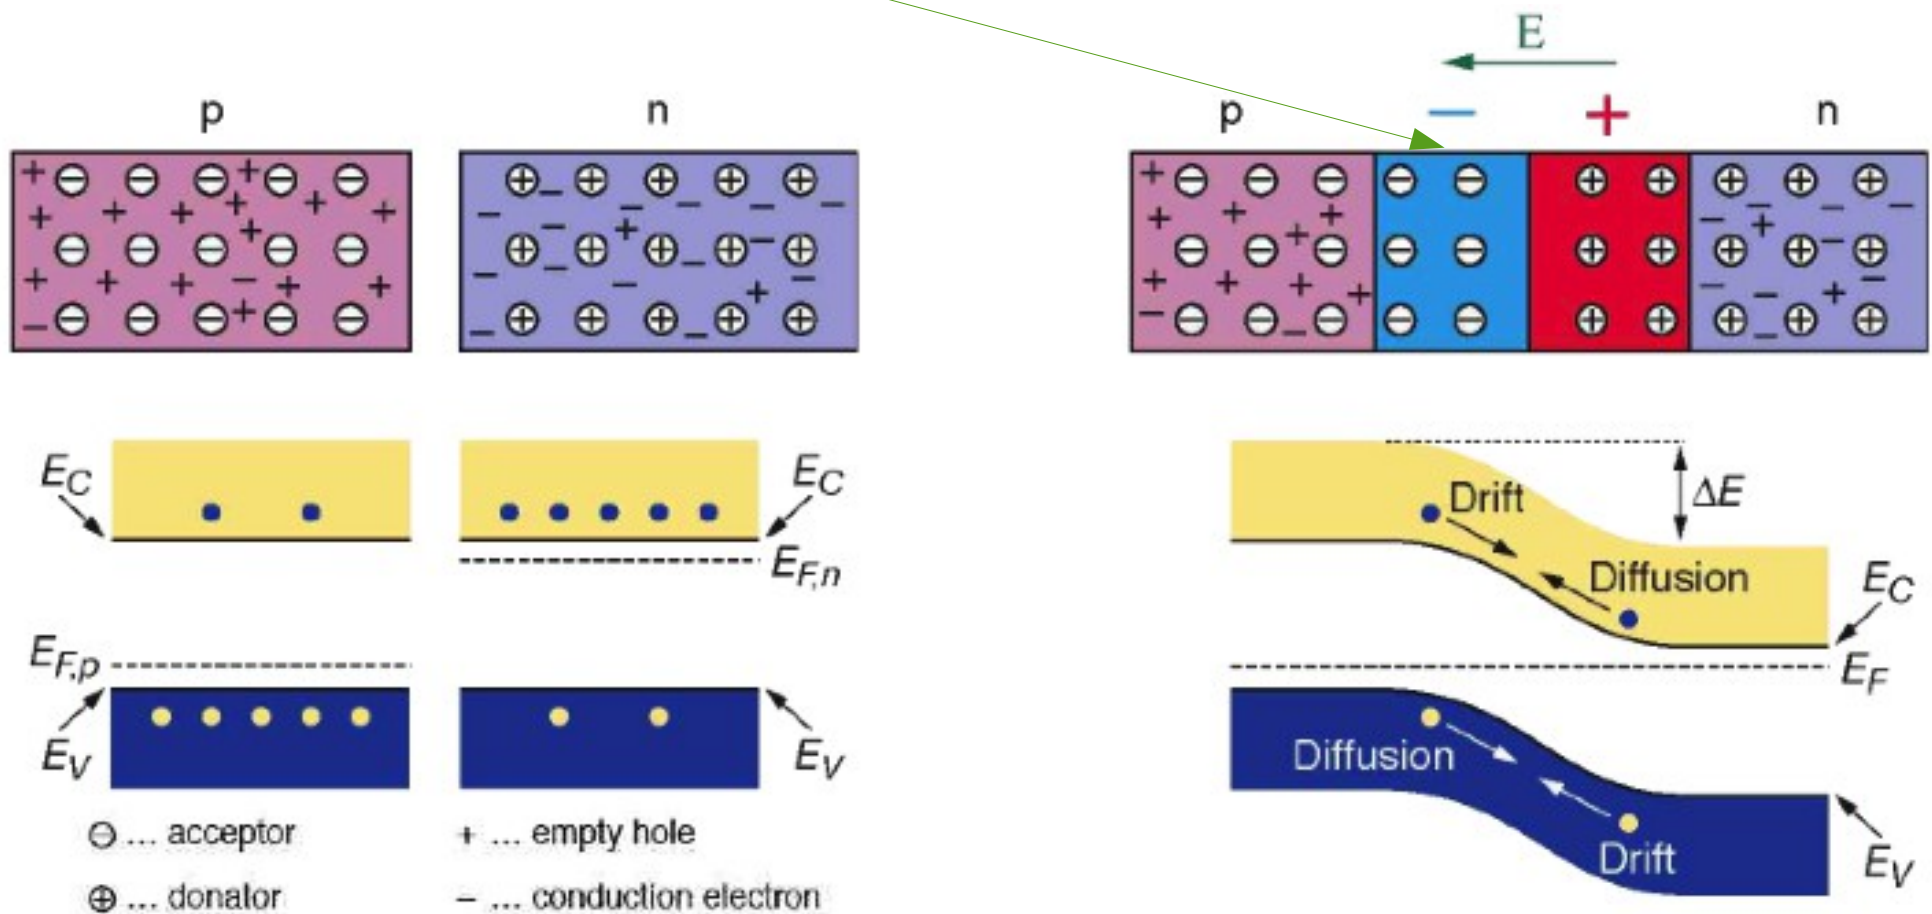 E
p
n
p
−
+
n
E_C
E_C
E_F,n
E_F,p
E_V
E_V
Drift
ΔE
Diffusion
E_C
E_F
Diffusion
Drift
E_V
⊖ ... acceptor
+ ... empty hole
⊕ ... donator
− ... conduction electron